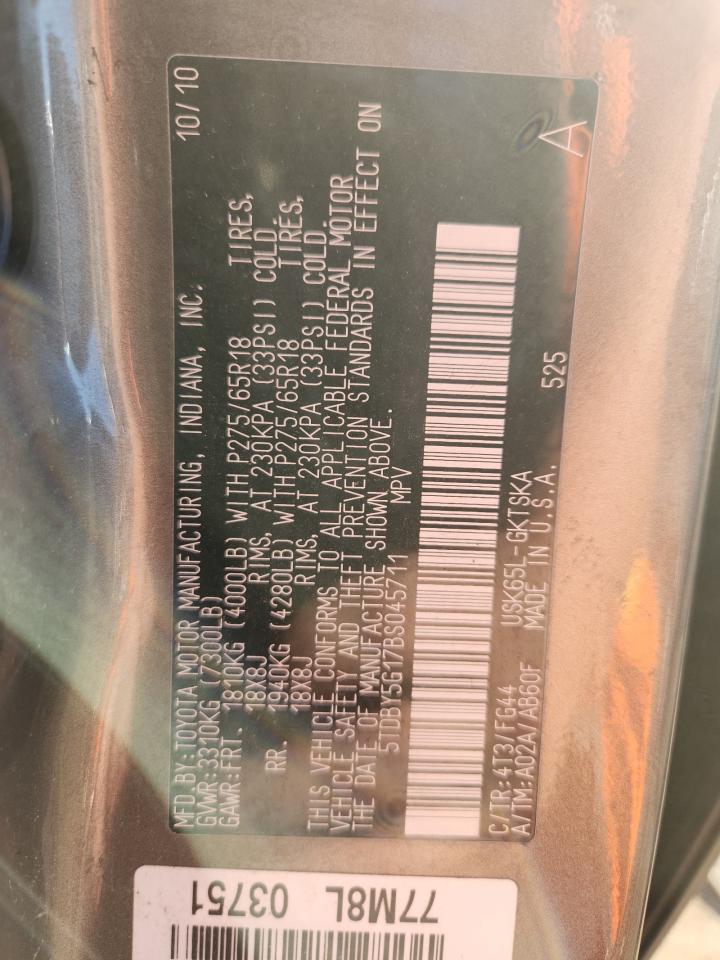 MFD.BY:TOYOTA MOTOR MANUFACTURING, INDIANA, INC. 10/10
GVWR:3310KG (7300LB)
GAWR:FRT. 1810KG (4000LB) WITH P275/65R18 TIRES,
18X8J RIMS, AT 230KPA (33PSI) COLD.
RR. 1940KG (4280LB) WITH P275/65R18 TIRES,
18X8J RIMS, AT 230KPA (33PSI) COLD.
THIS VEHICLE CONFORMS TO ALL APPLICABLE FEDERAL MOTOR
VEHICLE SAFETY AND THEFT PREVENTION STANDARDS IN EFFECT ON
THE DATE OF MANUFACTURE SHOWN ABOVE.
5TDBY5G17BS045711 MPV
C/TR:4T3/FG44 USK65L-GKTSKA 525
A/TM:A02A/AB60F MADE IN U.S.A.
A
77M8L
03751